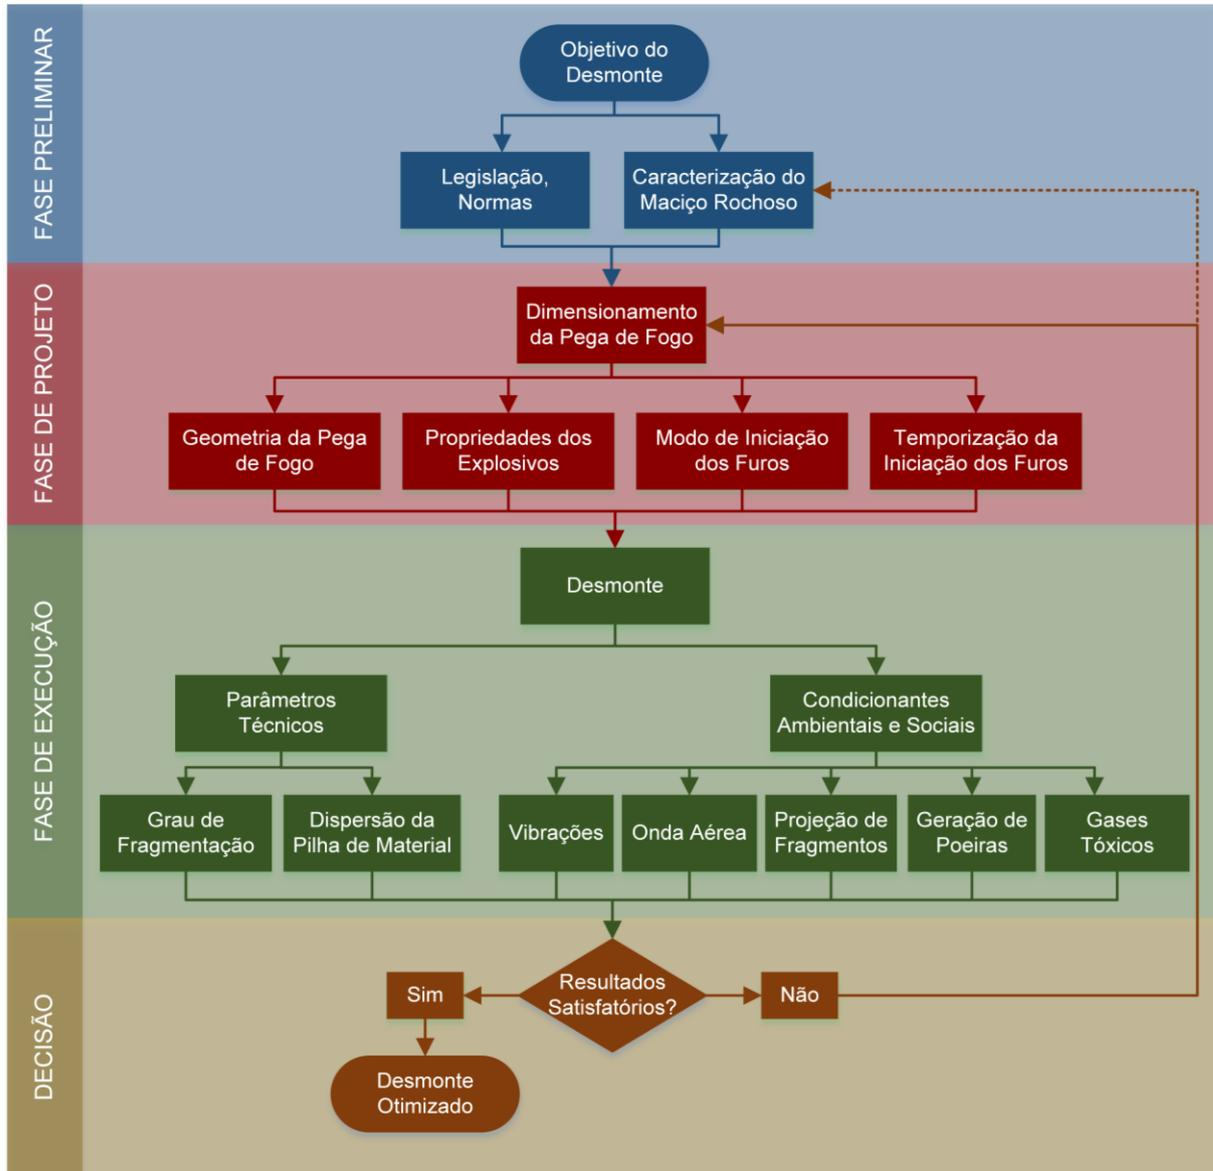 FASE PRELIMINAR
Objetivo do
Desmonte
Legislação,
Normas
Caracterização do
Maciço Rochoso
FASE DE PROJETO
Dimensionamento
da Pega de Fogo
Geometria da Pega
de Fogo
Propriedades dos
Explosivos
Modo de Iniciação
dos Furos
Temporização da
Iniciação dos Furos
FASE DE EXECUÇÃO
Desmonte
Parâmetros
Técnicos
Condicionantes
Ambientais e Sociais
Grau de
Fragmentação
Dispersão da
Pilha de Material
Vibrações
Onda Aérea
Projeção de
Fragmentos
Geração de
Poeiras
Gases
Tóxicos
DECISÃO
Resultados
Satisfatórios?
Sim
Não
Desmonte
Otimizado